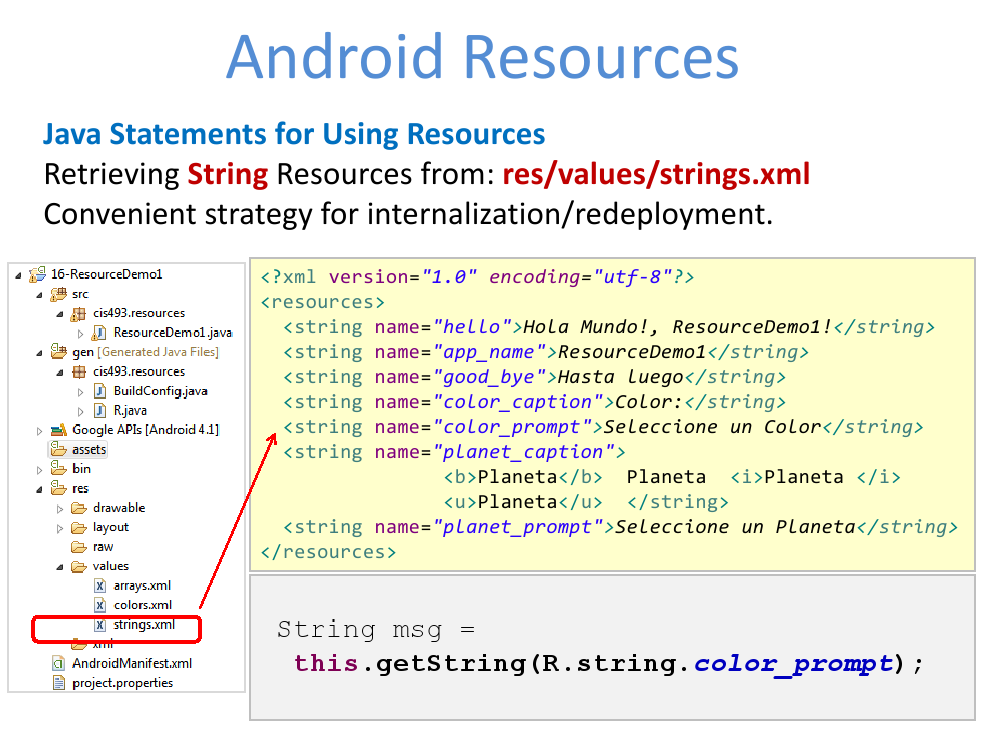 Android Resources
Java Statements for Using Resources
Retrieving String Resources from: res/values/strings.xml
Convenient strategy for internalization/redeployment.
16-ResourceDemo1
src
cis493.resources
ResourceDemo1.java
gen [Generated Java Files]
cis493.resources
BuildConfig.java
R.java
Google APIs [Android 4.1]
assets
bin
res
drawable
layout
raw
values
arrays.xml
colors.xml
strings.xml
xml
AndroidManifest.xml
project.properties
<?xml version="1.0" encoding="utf-8"?>
<resources>
<string name="hello">Hola Mundo!, ResourceDemo1!</string>
<string name="app_name">ResourceDemo1</string>
<string name="good_bye">Hasta luego</string>
<string name="color_caption">Color:</string>
<string name="color_prompt">Seleccione un Color</string>
<string name="planet_caption">
<b>Planeta</b> Planeta <i>Planeta </i>
<u>Planeta</u> </string>
<string name="planet_prompt">Seleccione un Planeta</string>
</resources>
String msg =
this.getString(R.string.color_prompt);